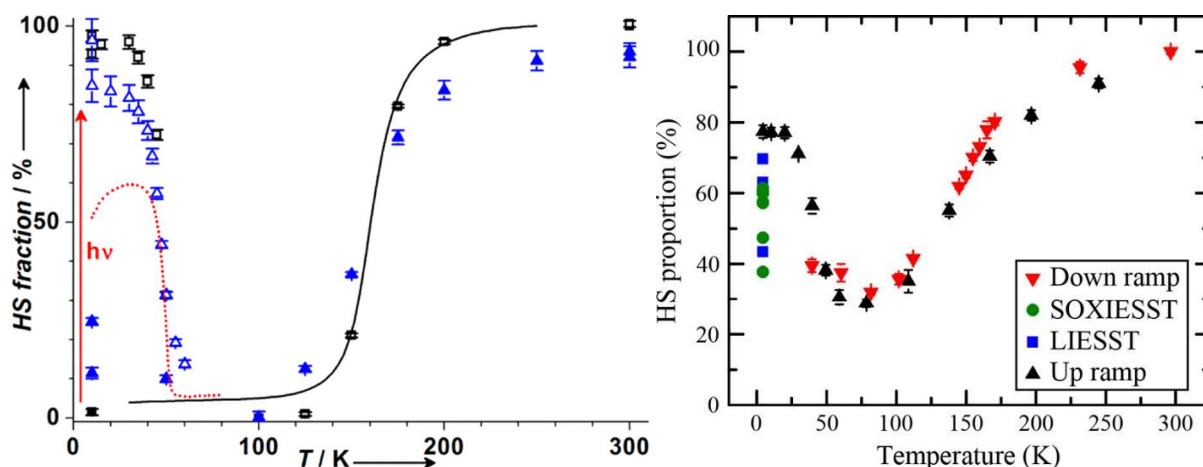 HS fraction / %
100
50
0
hν
0
100
200
300
T / K
HS proportion (%)
100
80
60
40
20
0
Down ramp
SOXIESST
LIESST
Up ramp
0
50
100
150
200
250
300
Temperature (K)